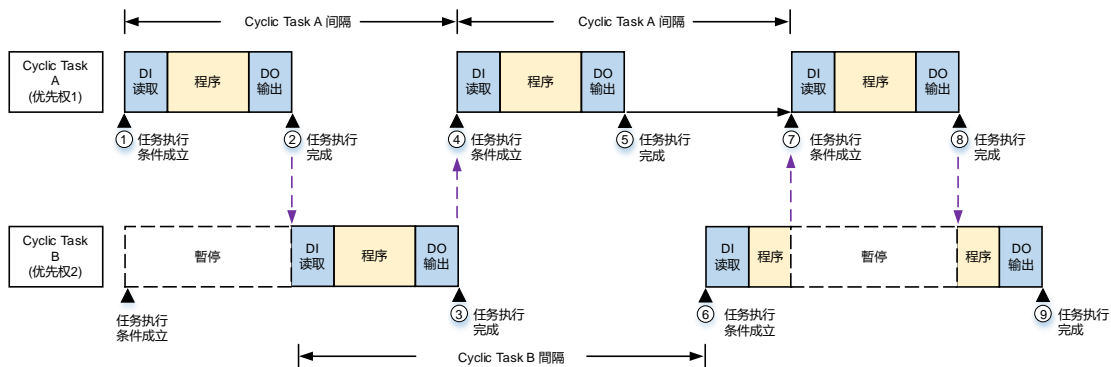 Cyclic Task A 间隔
Cyclic Task A 间隔
Cyclic Task
A
(优先权1)
DI
读取
程序
DO
输出
DI
读取
程序
DO
输出
DI
读取
程序
DO
输出
① 任务执行
条件成立
② 任务执行
完成
④ 任务执行
条件成立
⑤ 任务执行
完成
⑦ 任务执行
条件成立
⑧ 任务执行
完成
Cyclic Task
B
(优先权2)
暫停
DI
读取
程序
DO
输出
DI
读取
程序
暫停
程序
DO
输出
任务执行
条件成立
③ 任务执行
完成
⑥ 任务执行
条件成立
⑨ 任务执行
完成
Cyclic Task B 間隔